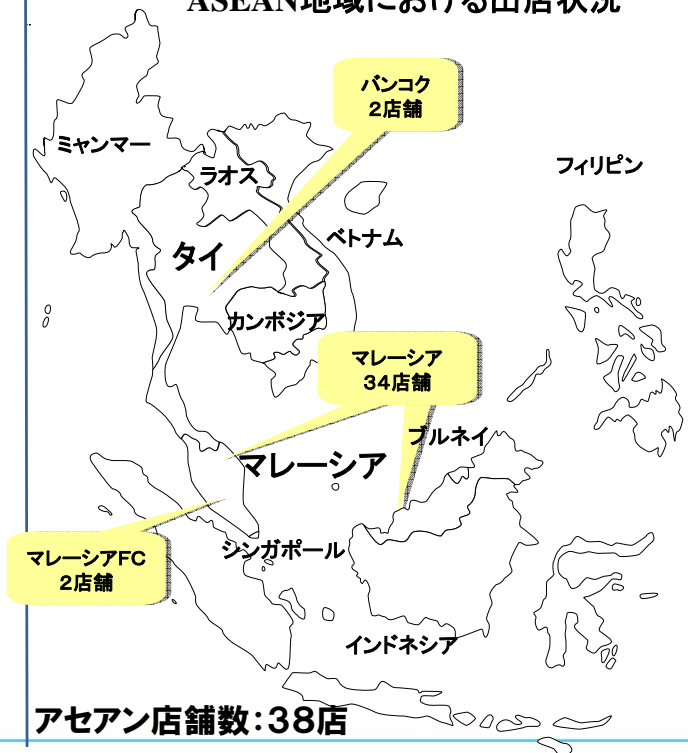 ASEAN地域における出店状況
バンコク
２店舗
ミャンマー
ラオス
フィリピン
タイ
ベトナム
カンボジア
マレーシア
３４店舗
ブルネイ
マレーシア
シンガポール
マレーシアFC
２店舗
インドネシア
アセアン店舗数：３８店